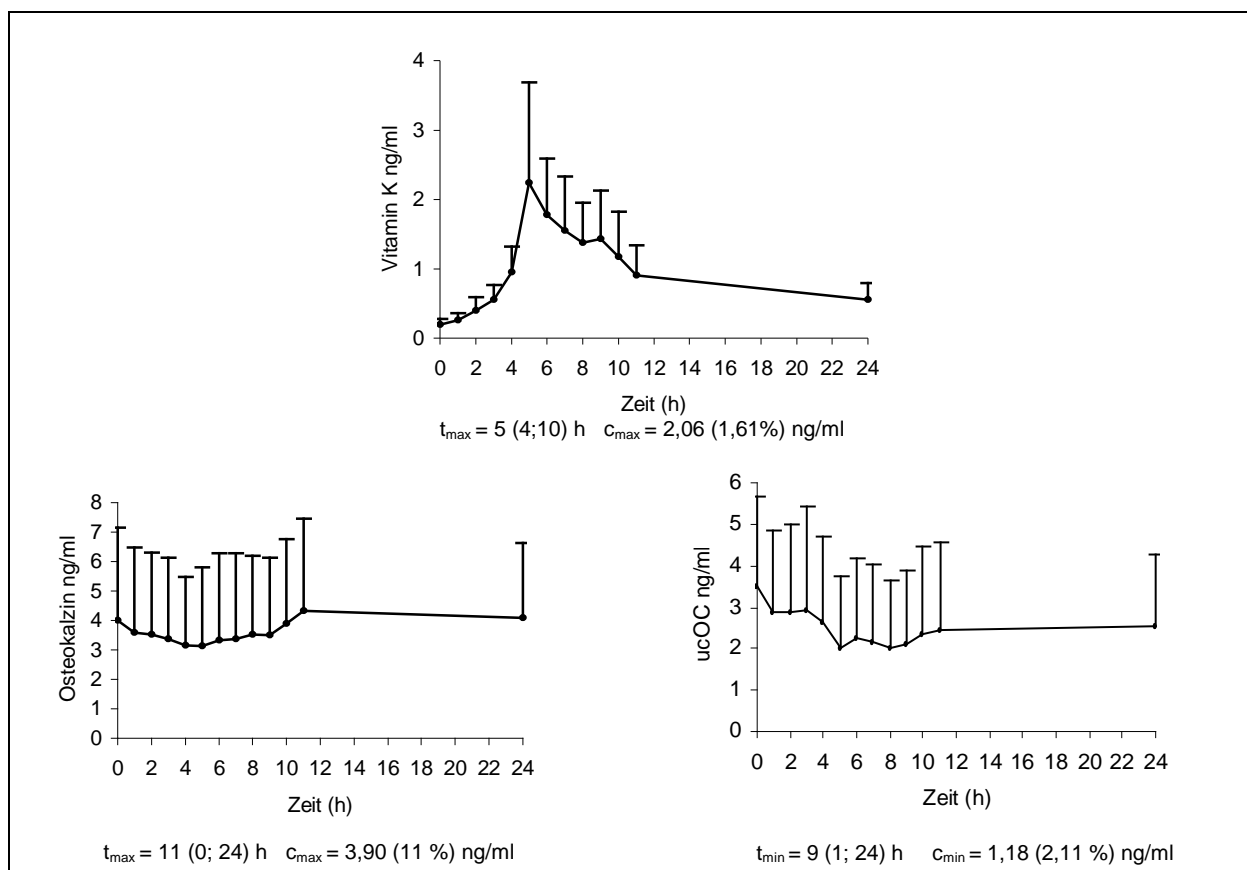 4
3
2
1
0
Vitamin K ng/ml
0 2 4 6 8 10 12 14 16 18 20 22 24
Zeit (h)
tmax = 5 (4;10) h cmax = 2,06 (1,61%) ng/ml
8
7
6
5
4
3
2
1
0
Osteokalzin ng/ml
0 2 4 6 8 10 12 14 16 18 20 22 24
Zeit (h)
tmax = 11 (0; 24) h cmax = 3,90 (11 %) ng/ml
6
5
4
3
2
1
0
ucOC ng/ml
0 2 4 6 8 10 12 14 16 18 20 22 24
Zeit (h)
tmin = 9 (1; 24) h cmin = 1,18 (2,11 %) ng/ml